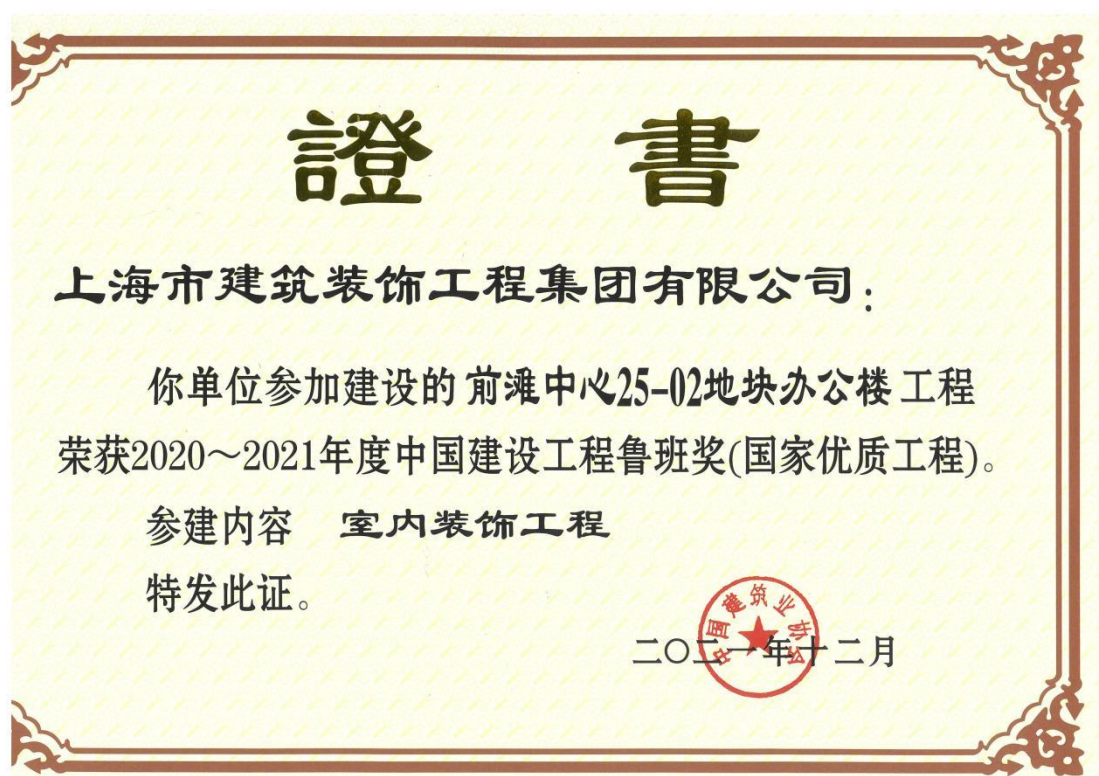 證 書
上海市建筑装饰工程集团有限公司：
你单位参加建设的前滩中心25-02地块办公楼工程
荣获2020～2021年度中国建设工程鲁班奖(国家优质工程)。
参建内容 室内装饰工程
特发此证。
中国建筑业协会
二〇二一年十二月